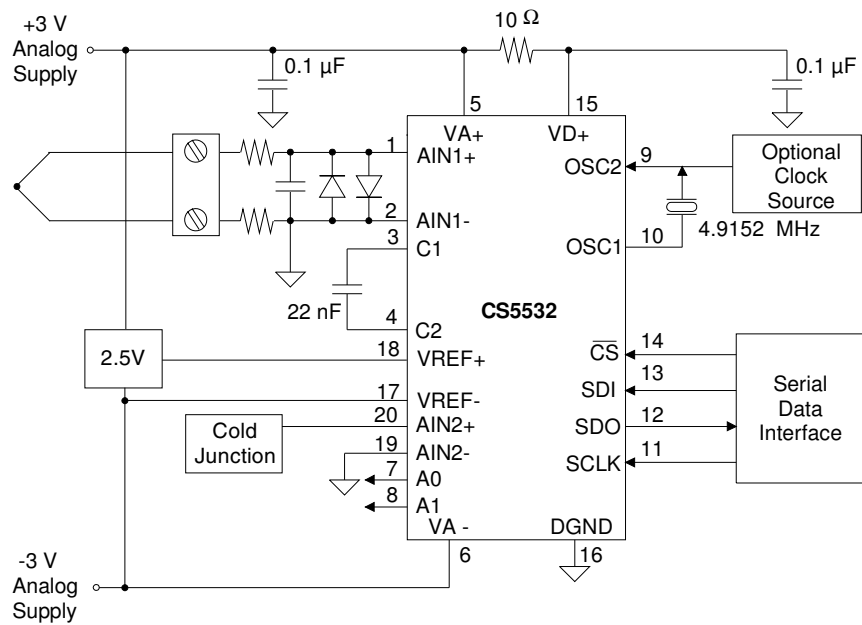 +3 V
Analog
Supply
0.1 µF
10 Ω
0.1 µF
5
15
VA+
VD+
1
AIN1+
2
AIN1-
3
C1
22 nF
4
C2
2.5V
18
VREF+
17
VREF-
Cold
Junction
20
AIN2+
19
AIN2-
7
A0
8
A1
VA -
6
DGND
16
CS5532
OSC2
9
Optional
Clock
Source
4.9152 MHz
OSC1
10
CS
14
SDI
13
SDO
12
SCLK
11
Serial
Data
Interface
-3 V
Analog
Supply